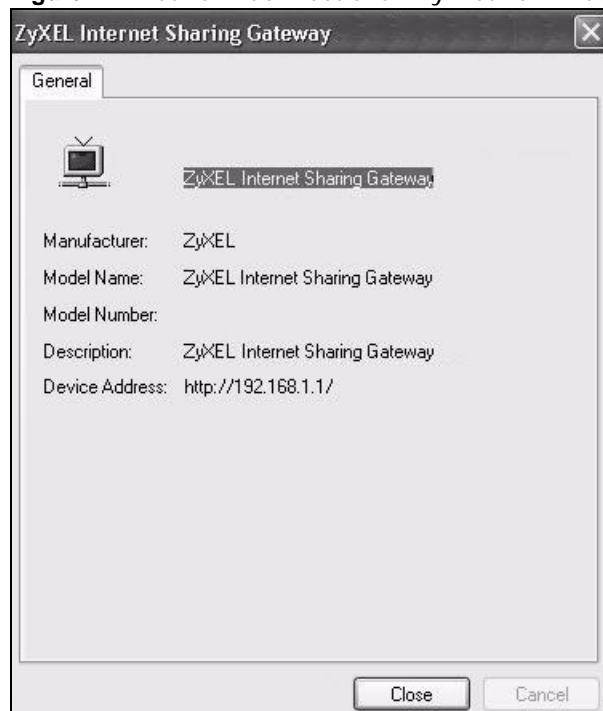 ZyXEL Internet Sharing Gateway
General
ZyXEL Internet Sharing Gateway
Manufacturer: ZyXEL
Model Name: ZyXEL Internet Sharing Gateway
Model Number:
Description: ZyXEL Internet Sharing Gateway
Device Address: http://192.168.1.1/
Close Cancel